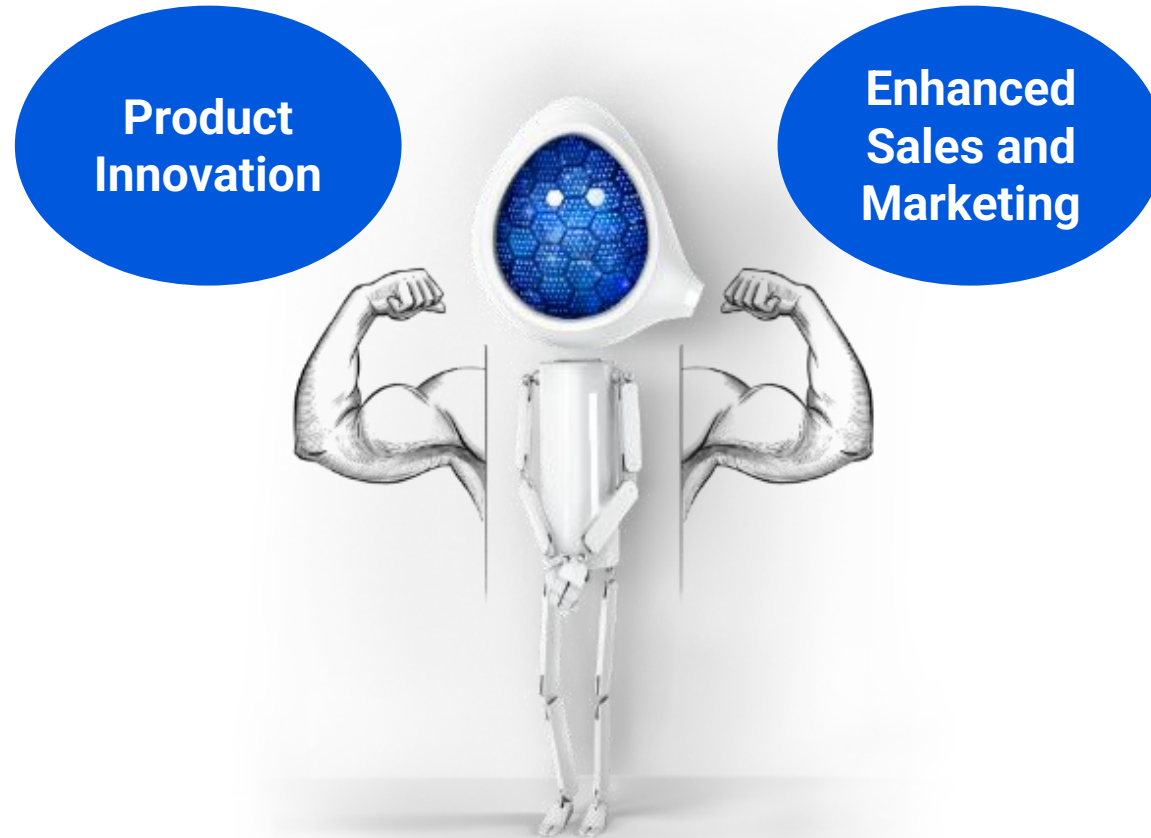 Product
Innovation
Enhanced
Sales and
Marketing